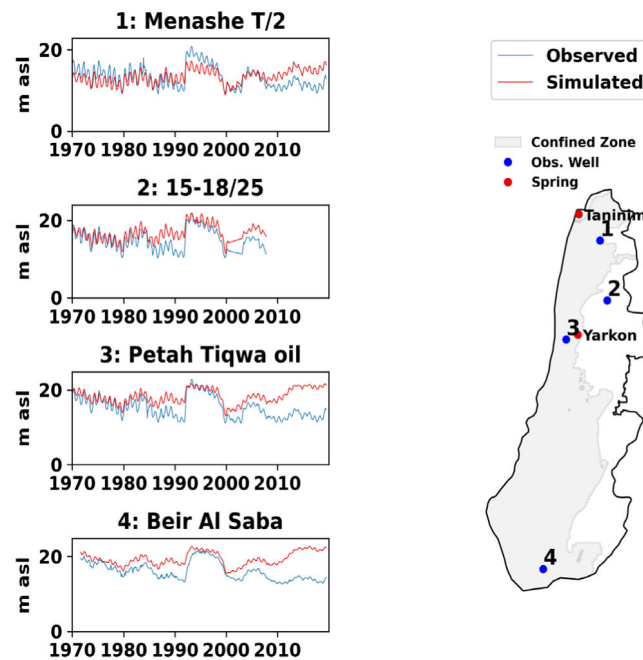 1: Menashe T/2
20
0
m asl
1970 1980 1990 2000 2010
2: 15-18/25
20
0
m asl
1970 1980 1990 2000 2010
3: Petah Tiqwa oil
20
0
m asl
1970 1980 1990 2000 2010
4: Beir Al Saba
20
0
m asl
1970 1980 1990 2000 2010
Observed
Simulated
Confined Zone
Obs. Well
Spring
Taninim
1
2
3
Yarkon
4